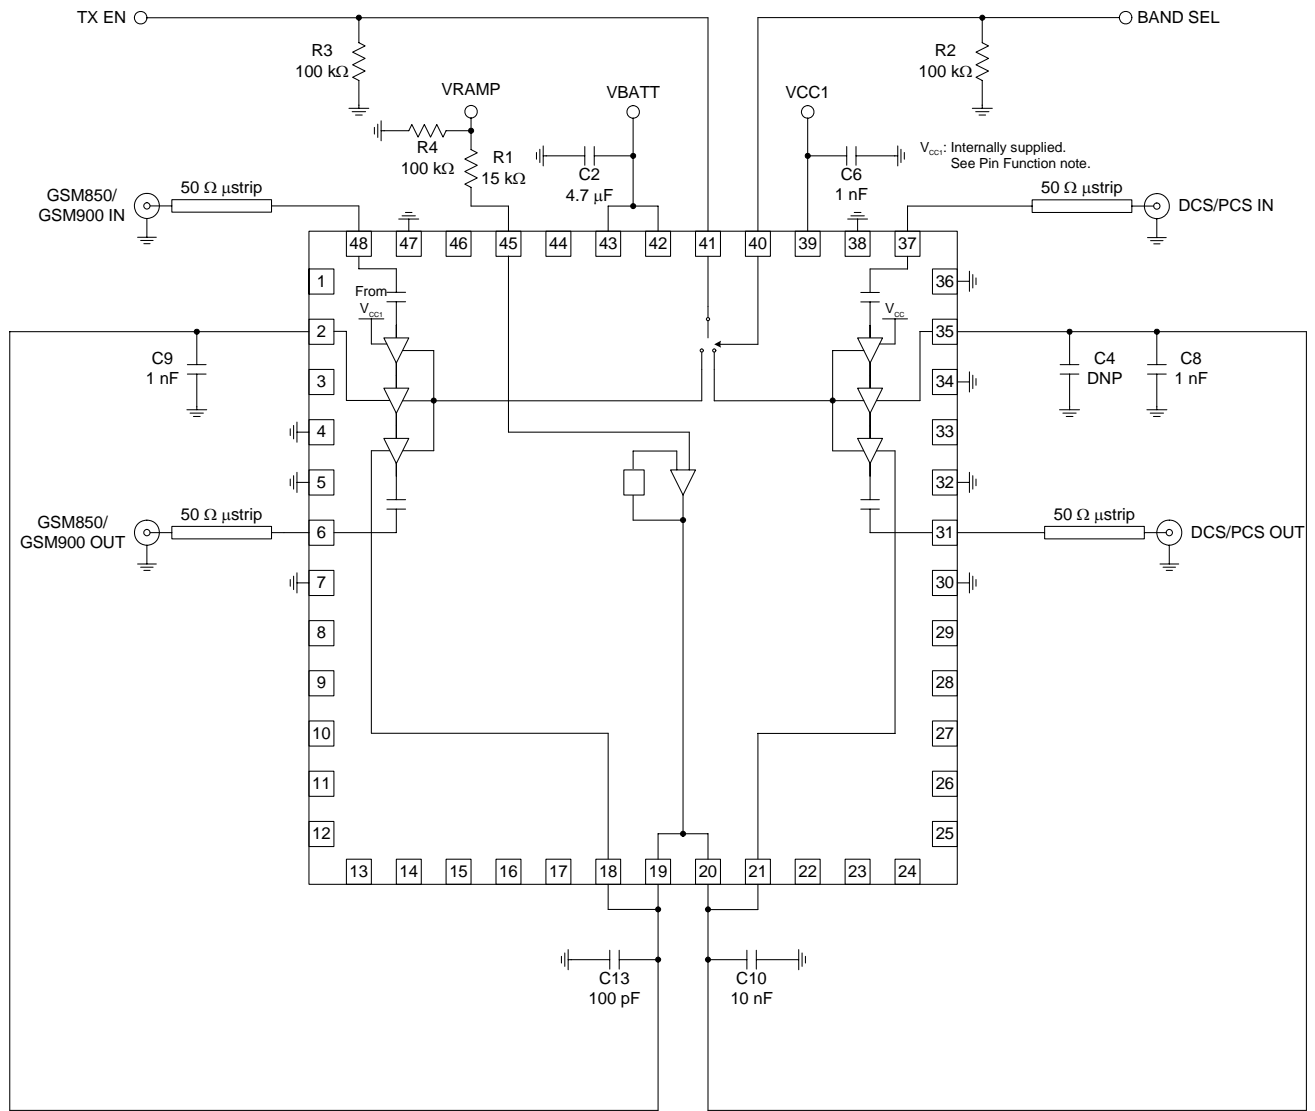 TX EN
BAND SEL
R3
100 kΩ
R2
100 kΩ
VRAMP
VBATT
VCC1
R4
100 kΩ
R1
15 kΩ
C2
4.7 µF
C6
1 nF
VCC1: Internally supplied.
See Pin Function note.
GSM850/
GSM900 IN
50 Ω µstrip
50 Ω µstrip
DCS/PCS IN
48
47
46
45
44
43
42
41
40
39
38
37
1
2
3
4
5
6
7
8
9
10
11
12
From
VCC1
VCC
36
35
34
33
32
31
30
29
28
27
26
25
C9
1 nF
C4
DNP
C8
1 nF
GSM850/
GSM900 OUT
50 Ω µstrip
50 Ω µstrip
DCS/PCS OUT
13
14
15
16
17
18
19
20
21
22
23
24
C13
100 pF
C10
10 nF